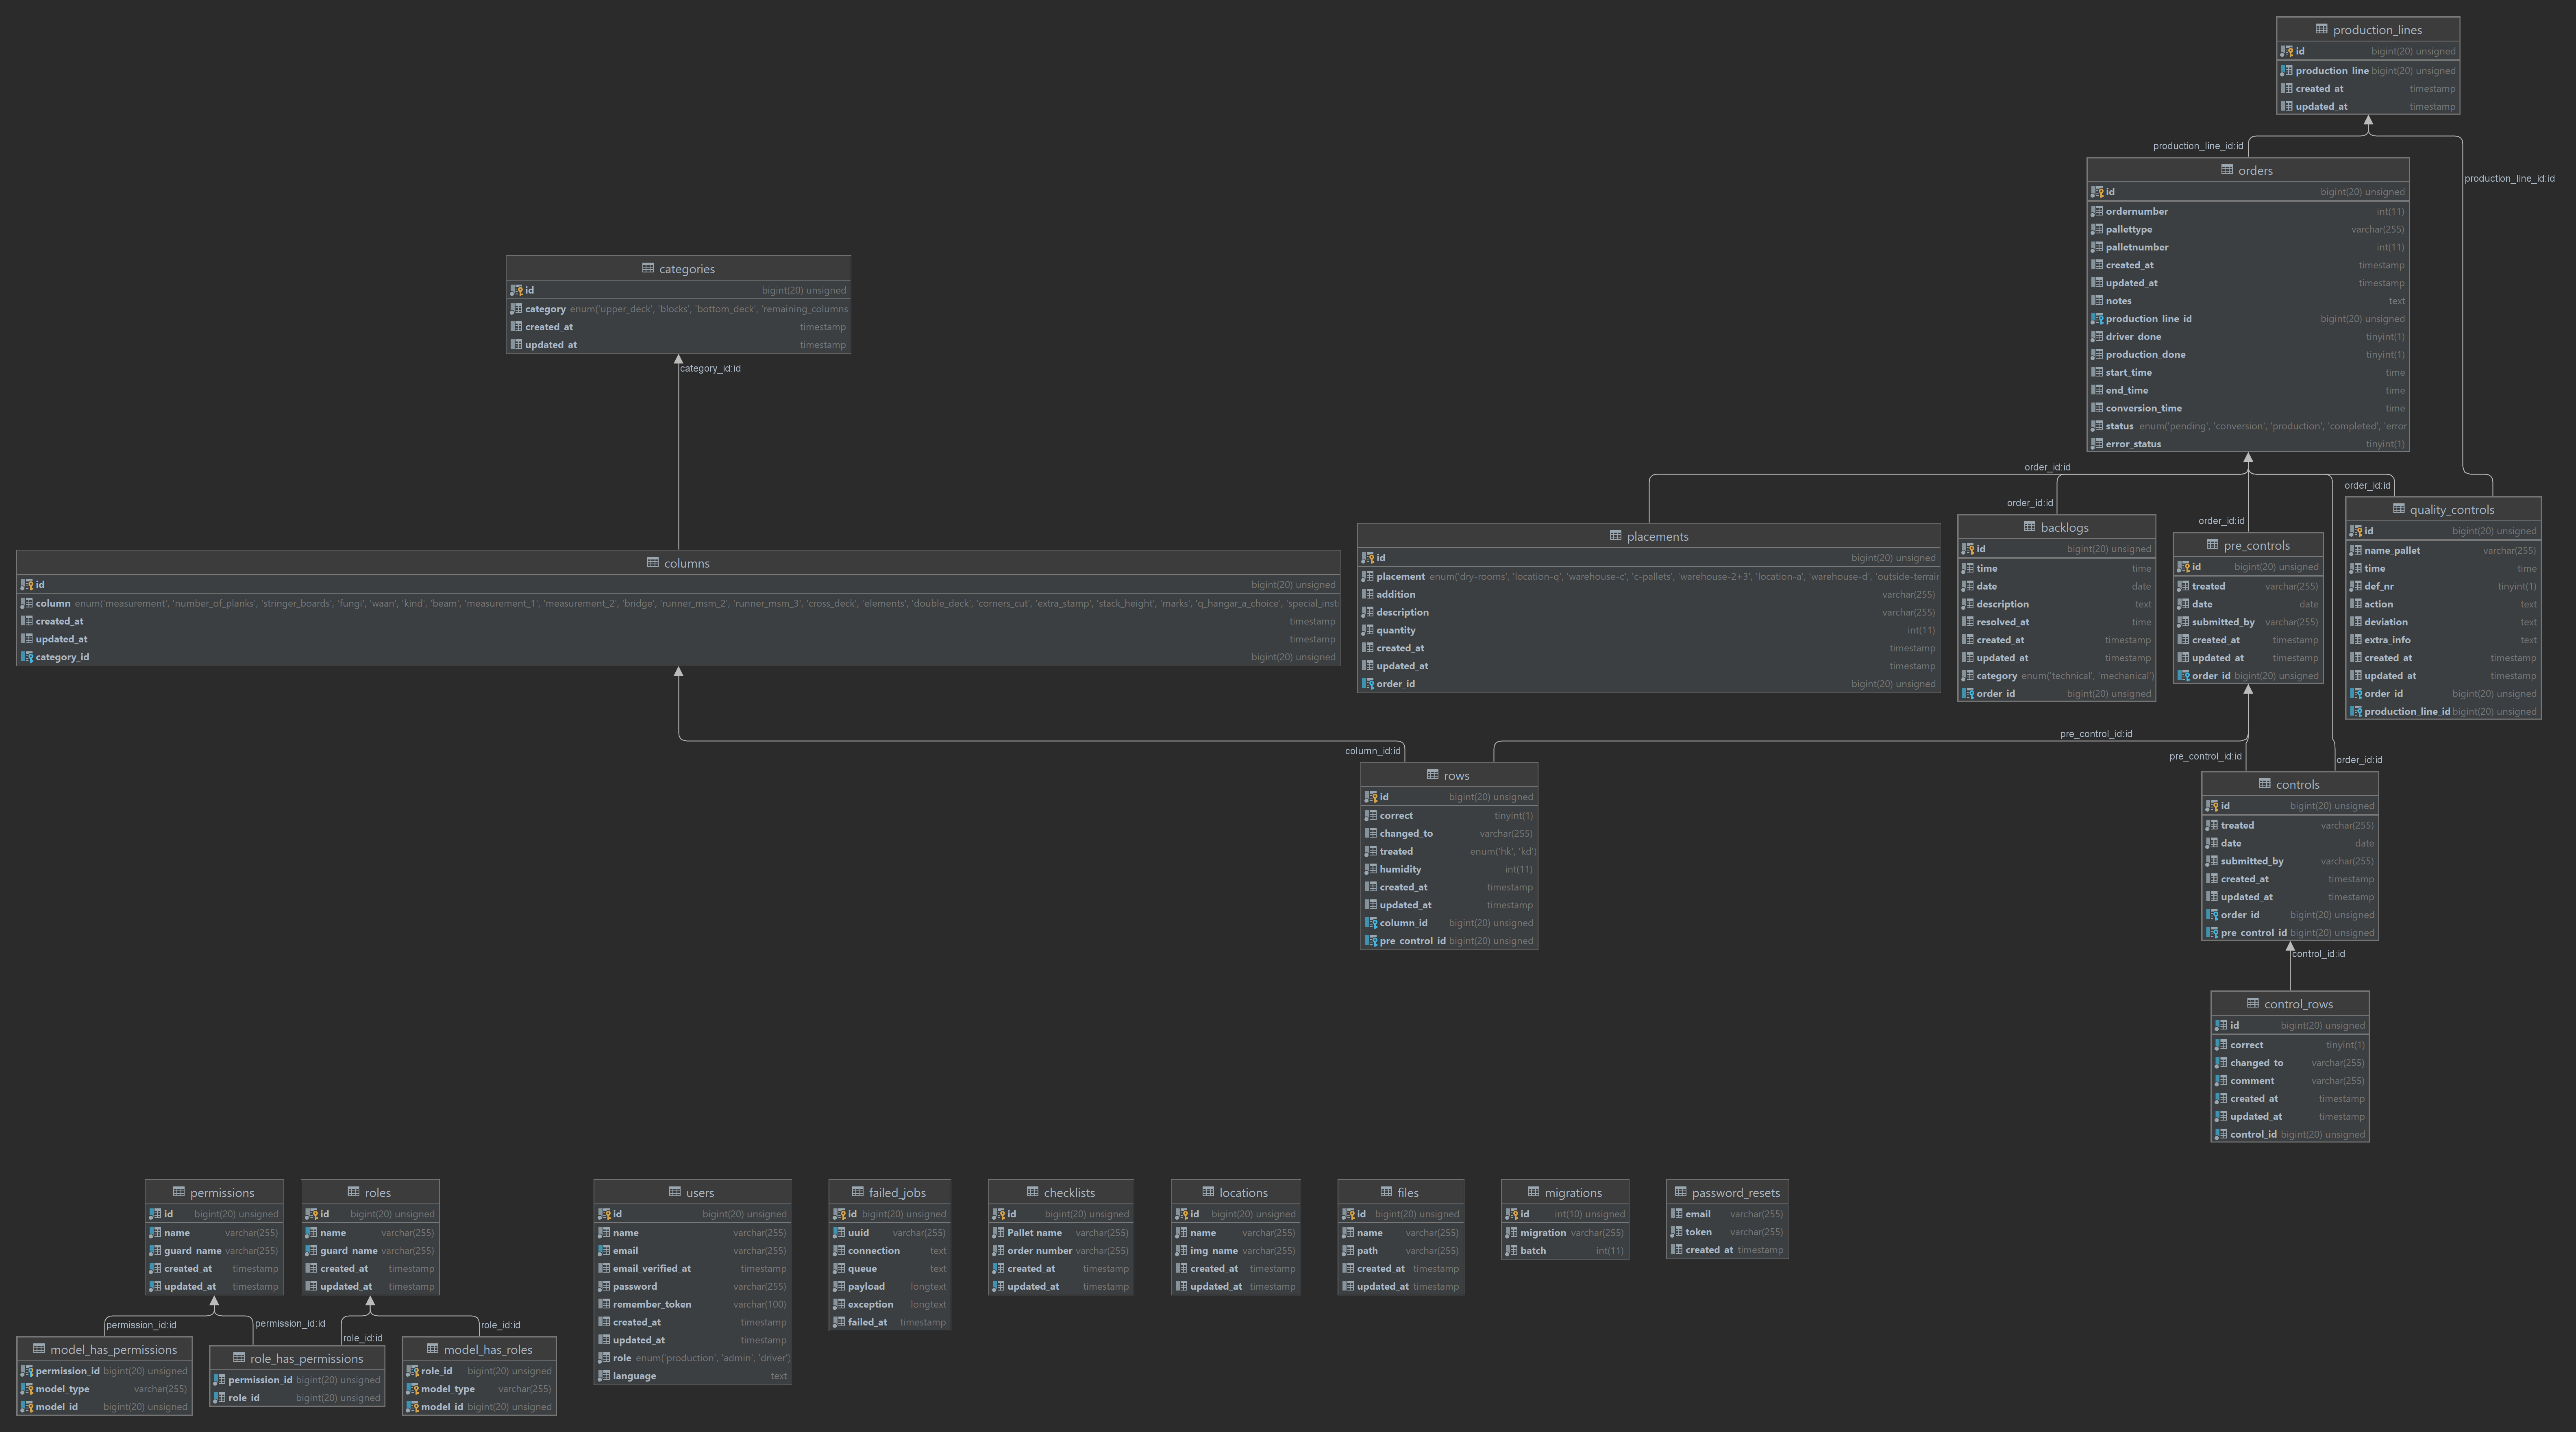 production_lines
id bigint(20) unsigned
production_line bigint(20) unsigned
created_at timestamp
updated_at timestamp
production_line_id:id
production_line_id:id
orders
id bigint(20) unsigned
ordernumber int(11)
pallettype varchar(255)
palletnumber int(11)
created_at timestamp
updated_at timestamp
notes text
production_line_id bigint(20) unsigned
driver_done tinyint(1)
production_done tinyint(1)
start_time time
end_time time
conversion_time time
status enum('pending', 'conversion', 'production', 'completed', 'error
error_status tinyint(1)
categories
id bigint(20) unsigned
category enum('upper_deck', 'blocks', 'bottom_deck', 'remaining_columns
created_at timestamp
updated_at timestamp
category_id:id
order_id:id
order_id:id
order_id:id
order_id:id
columns
id bigint(20) unsigned
column enum('measurement', 'number_of_planks', 'stringer_boards', 'fungi', 'waan', 'kind', 'beam', 'measurement_1', 'measurement_2', 'bridge', 'runner_msm_2', 'runner_msm_3', 'cross_deck', 'elements', 'double_deck', 'corners_cut', 'extra_stamp', 'stack_height', 'marks', 'q_hangar_a_choice', 'special_inst
created_at timestamp
updated_at timestamp
category_id bigint(20) unsigned
placements
id bigint(20) unsigned
placement enum('dry-rooms', 'location-q', 'warehouse-c', 'c-pallets', 'warehouse-2+3', 'location-a', 'warehouse-d', 'outside-terrain
addition varchar(255)
description varchar(255)
quantity int(11)
created_at timestamp
updated_at timestamp
order_id bigint(20) unsigned
backlogs
id bigint(20) unsigned
time time
date date
description text
resolved_at time
created_at timestamp
updated_at timestamp
category enum('technical', 'mechanical')
order_id bigint(20) unsigned
pre_controls
id bigint(20) unsigned
treated varchar(255)
date date
submitted_by varchar(255)
created_at timestamp
updated_at timestamp
order_id bigint(20) unsigned
quality_controls
id bigint(20) unsigned
name_pallet varchar(255)
time time
def_nr tinyint(1)
action text
deviation text
extra_info text
created_at timestamp
updated_at timestamp
order_id bigint(20) unsigned
production_line_id bigint(20) unsigned
column_id:id
pre_control_id:id
pre_control_id:id
order_id:id
rows
id bigint(20) unsigned
correct tinyint(1)
changed_to varchar(255)
treated enum('hk', 'kd')
humidity int(11)
created_at timestamp
updated_at timestamp
column_id bigint(20) unsigned
pre_control_id bigint(20) unsigned
controls
id bigint(20) unsigned
treated varchar(255)
date date
submitted_by varchar(255)
created_at timestamp
updated_at timestamp
order_id bigint(20) unsigned
pre_control_id bigint(20) unsigned
control_id:id
control_rows
id bigint(20) unsigned
correct tinyint(1)
changed_to varchar(255)
comment varchar(255)
created_at timestamp
updated_at timestamp
control_id bigint(20) unsigned
permissions
id bigint(20) unsigned
name varchar(255)
guard_name varchar(255)
created_at timestamp
updated_at timestamp
roles
id bigint(20) unsigned
name varchar(255)
guard_name varchar(255)
created_at timestamp
updated_at timestamp
users
id bigint(20) unsigned
name varchar(255)
email varchar(255)
email_verified_at timestamp
password varchar(255)
remember_token varchar(100)
created_at timestamp
updated_at timestamp
role enum('production', 'admin', 'driver'
language text
failed_jobs
id bigint(20) unsigned
uuid varchar(255)
connection text
queue text
payload longtext
exception longtext
failed_at timestamp
checklists
id bigint(20) unsigned
Pallet name varchar(255)
order number varchar(255)
created_at timestamp
updated_at timestamp
locations
id bigint(20) unsigned
name varchar(255)
img_name varchar(255)
created_at timestamp
updated_at timestamp
files
id bigint(20) unsigned
name varchar(255)
path varchar(255)
created_at timestamp
updated_at timestamp
migrations
id int(10) unsigned
migration varchar(255)
batch int(11)
password_resets
email varchar(255)
token varchar(255)
created_at timestamp
permission_id:id
permission_id:id
role_id:id
role_id:id
model_has_permissions
permission_id bigint(20) unsigned
model_type varchar(255)
model_id bigint(20) unsigned
role_has_permissions
permission_id bigint(20) unsigned
role_id bigint(20) unsigned
model_has_roles
role_id bigint(20) unsigned
model_type varchar(255)
model_id bigint(20) unsigned